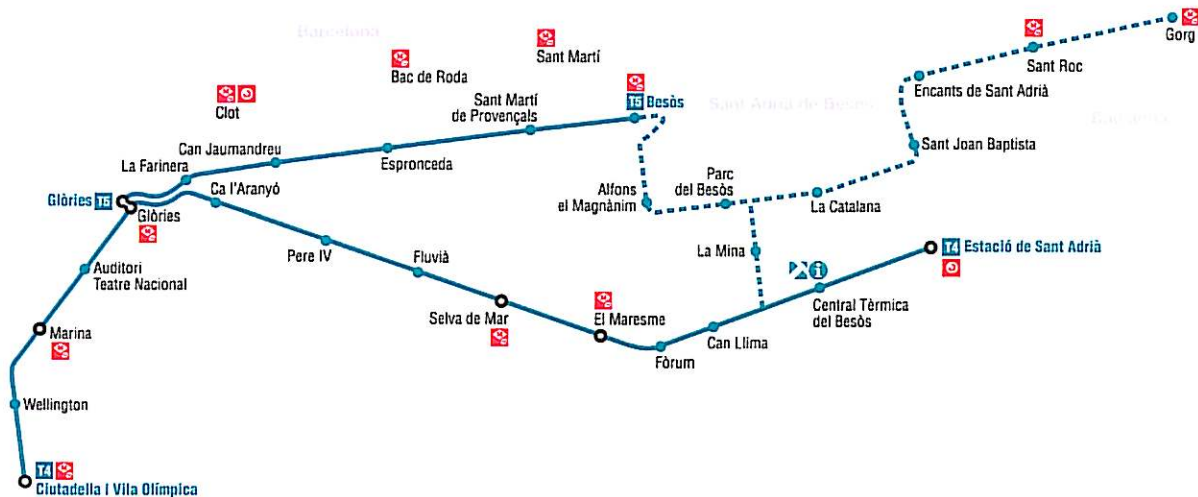 Barcelona
Clot
Bac de Roda
Sant Martí
Sant Martí
de Provençals
T5 Besòs
Sant Adrià de Besòs
Gorg
Sant Roc
Encants de Sant Adrià
Badalona
Sant Joan Baptista
Can Jaumandreu
La Farinera
Espronceda
Glòries T5
Glòries
Ca l'Aranyó
Alfons
el Magnànim
Parc
del Besòs
La Catalana
Auditori
Teatre Nacional
Pere IV
Fluvià
La Mina
T4 Estació de Sant Adrià
Marina
Selva de Mar
El Maresme
Fòrum
Can Llima
Central Tèrmica
del Besòs
Wellington
T4
Ciutadella i Vila Olímpica